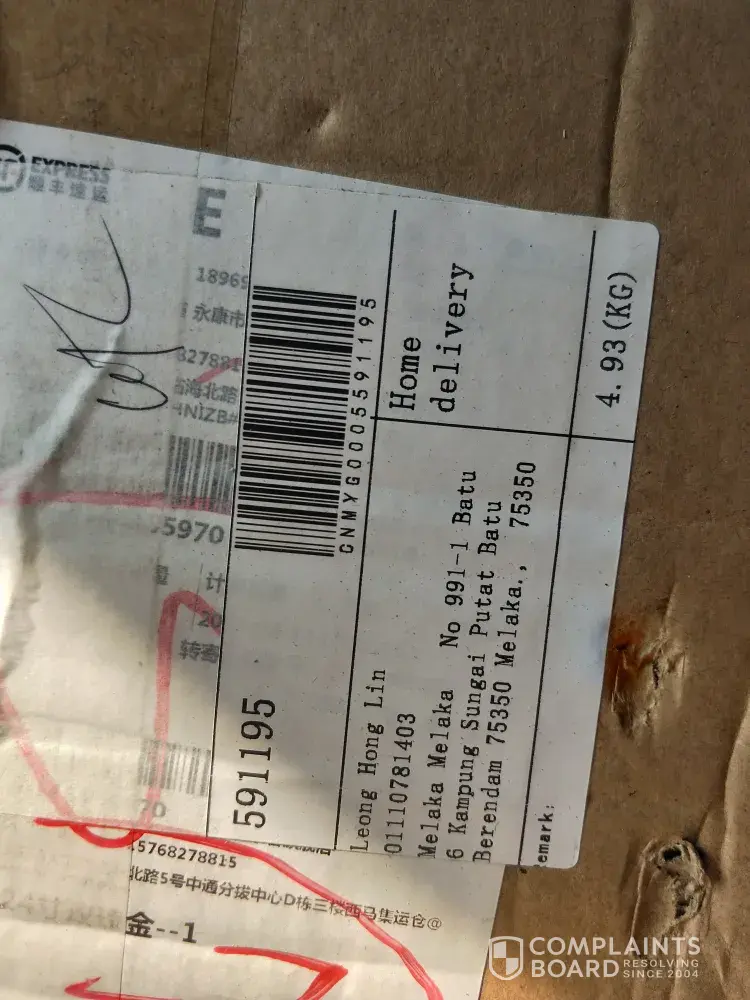 EXPRESS
顺丰速运
E
18969
永康市
8278815
海北路
HNIZB#
5970
计
20
转寄
70
CNMYG0005591195
591195
Home
delivery
4.93(KG)
Leong Hong Lin
01110781403
Melaka Melaka No 991-1 Batu
6 Kampung Sungai Putat Batu
Berendam 75350 Melaka., 75350
emark:
5768278815
北路5号中通分拨中心D栋三楼西马集运仓@
金--1
COMPLAINTS
BOARD RESOLVING
SINCE 2004